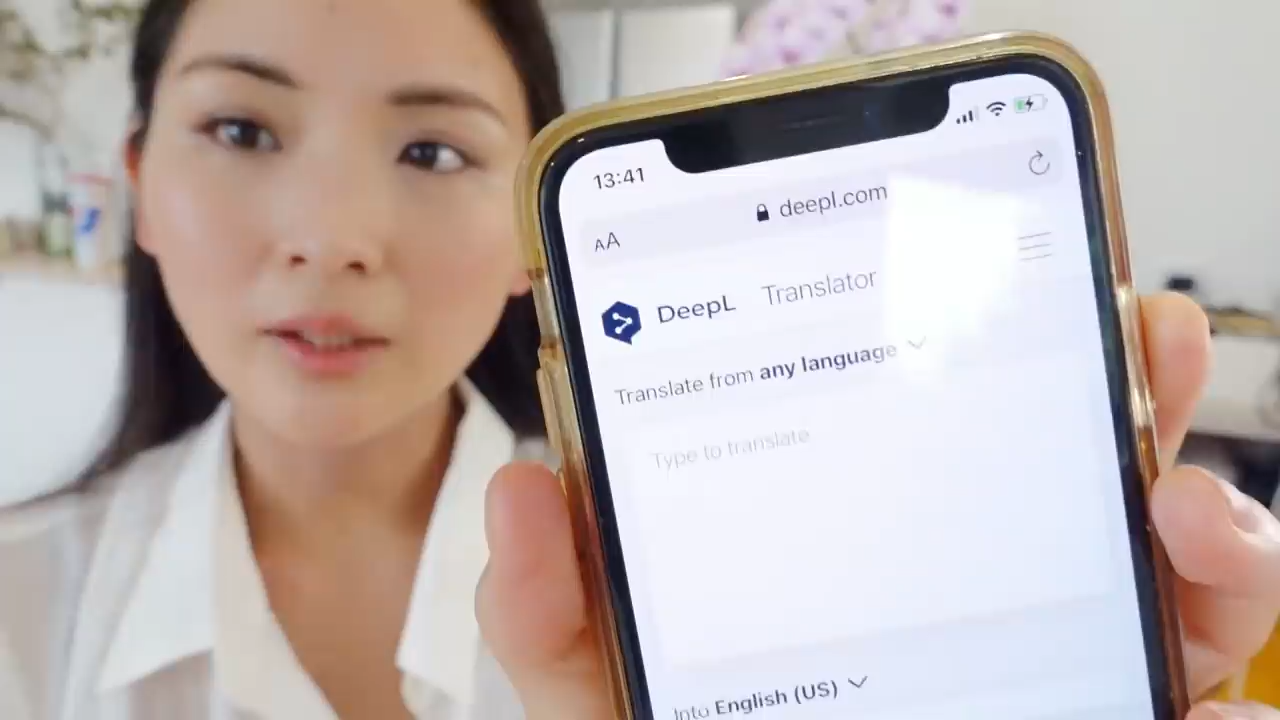 13:41
AA
deepl.com
DeepL Translator
Translate from any language
Type to translate
Into English (US)